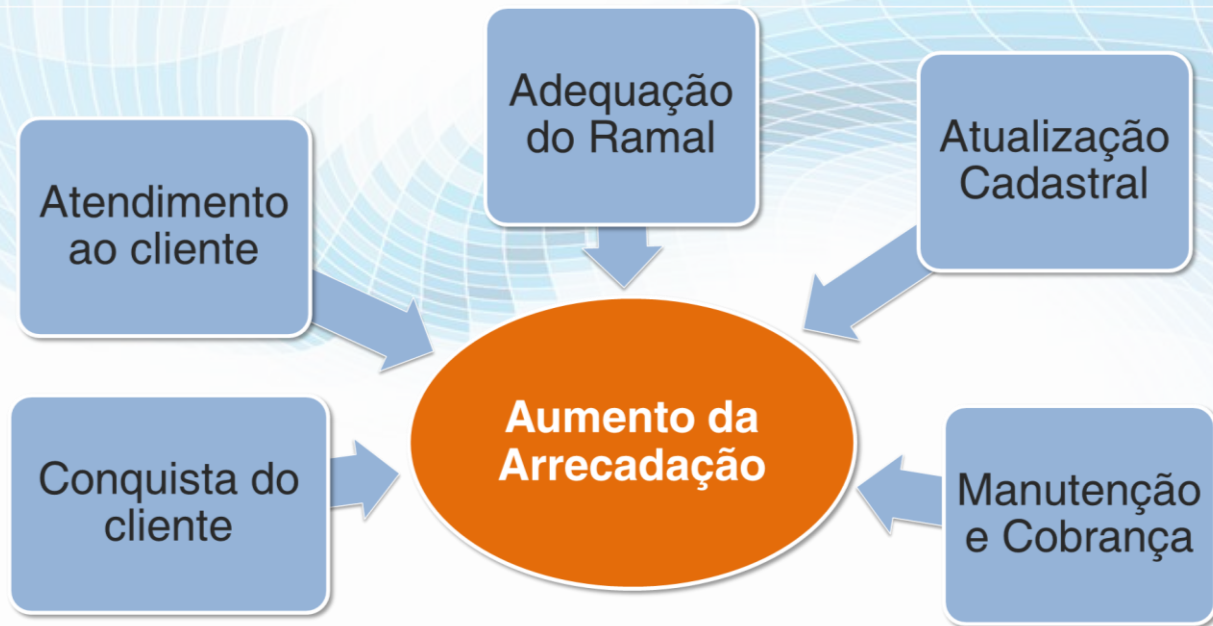 Adequação
do Ramal
Atualização
Cadastral
Atendimento
ao cliente
Aumento da
Arrecadação
Conquista do
cliente
Manutenção
e Cobrança